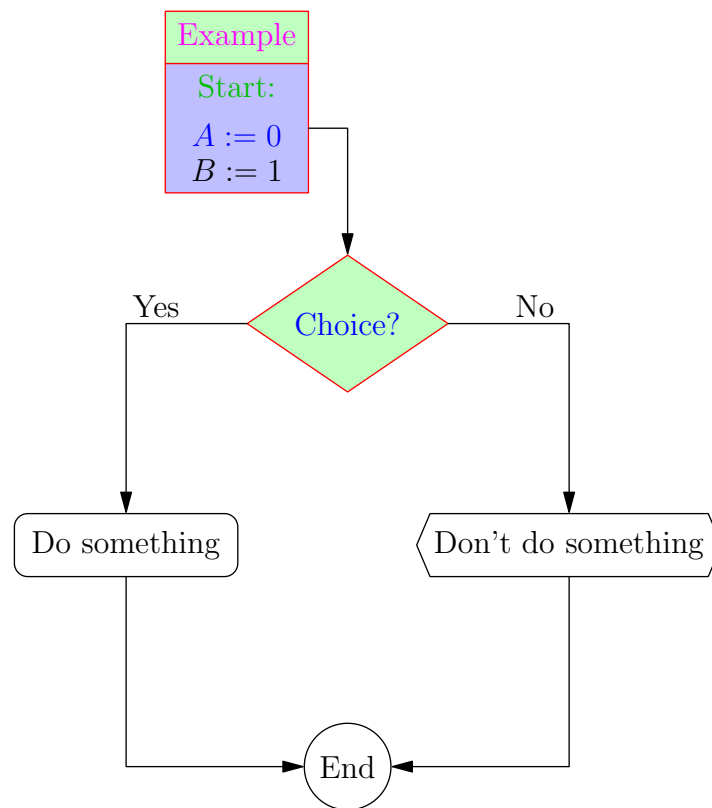 Example
Start:
A := 0
B := 1
Yes
No
Choice?
Do something
Don't do something
End